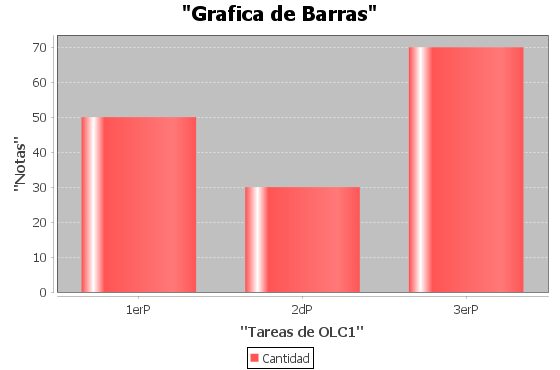 "Grafica de Barras"
"Notas"
70
60
50
40
30
20
10
0
1erP 2dP 3erP
"Tareas de OLC1"
Cantidad